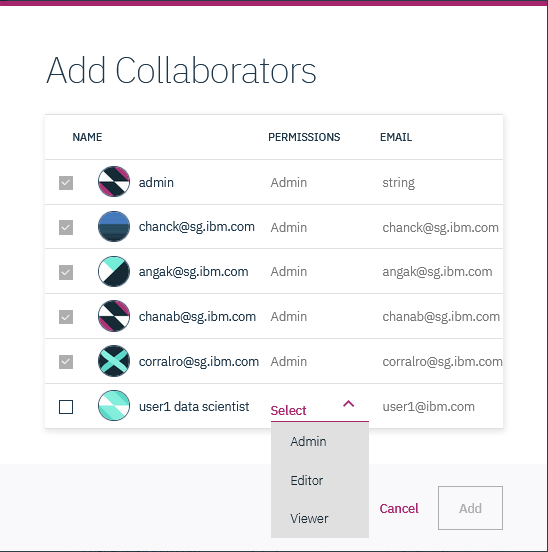 Add Collaborators
NAME PERMISSIONS EMAIL
admin Admin string
chanck@sg.ibm.com Admin chanck@sg.ibm.com
angak@sg.ibm.com Admin angak@sg.ibm.com
chanab@sg.ibm.com Admin chanab@sg.ibm.com
corralro@sg.ibm.com Admin corralro@sg.ibm.com
user1 data scientist Select user1@ibm.com
Admin
Editor
Viewer
Cancel Add